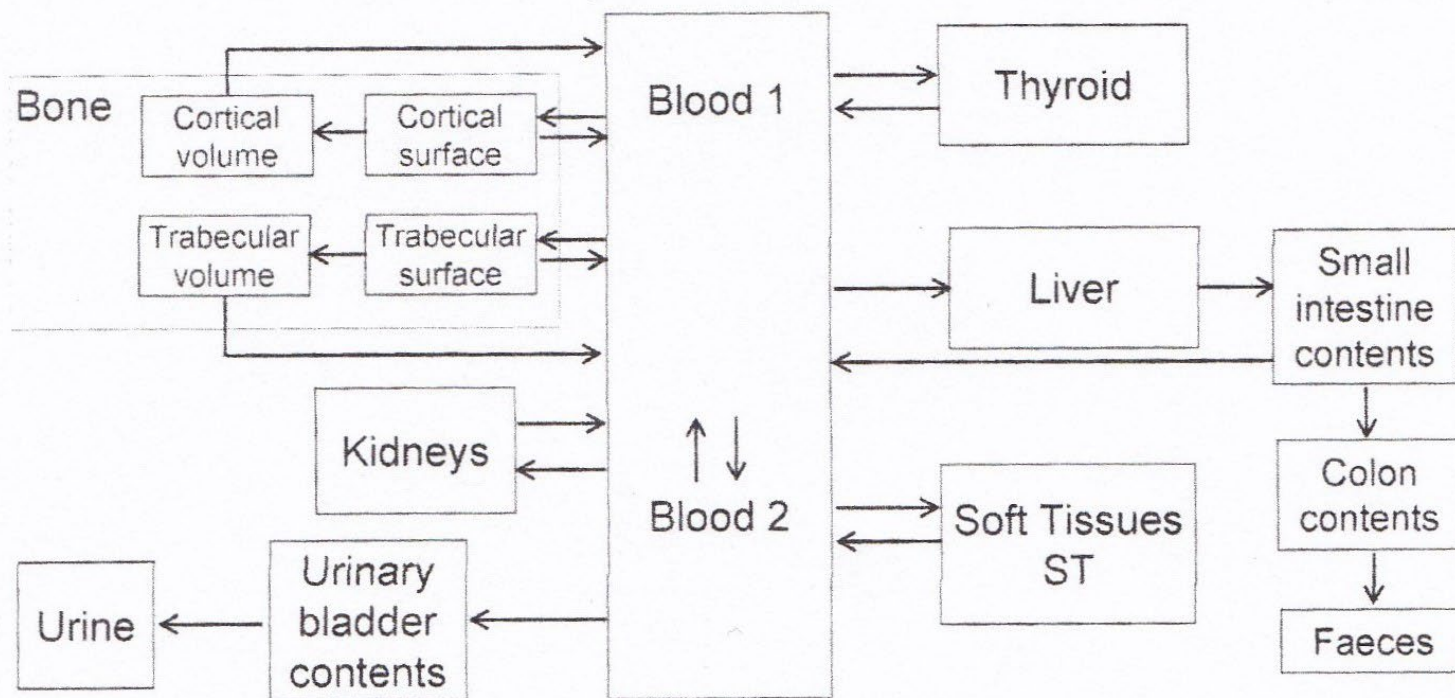 Bone
Cortical
volume
Cortical
surface
Trabecular
volume
Trabecular
surface
Kidneys
Urine
Urinary
bladder
contents
Blood 1
Blood 2
Thyroid
Liver
Small
intestine
contents
Soft Tissues
ST
Colon
contents
Faeces